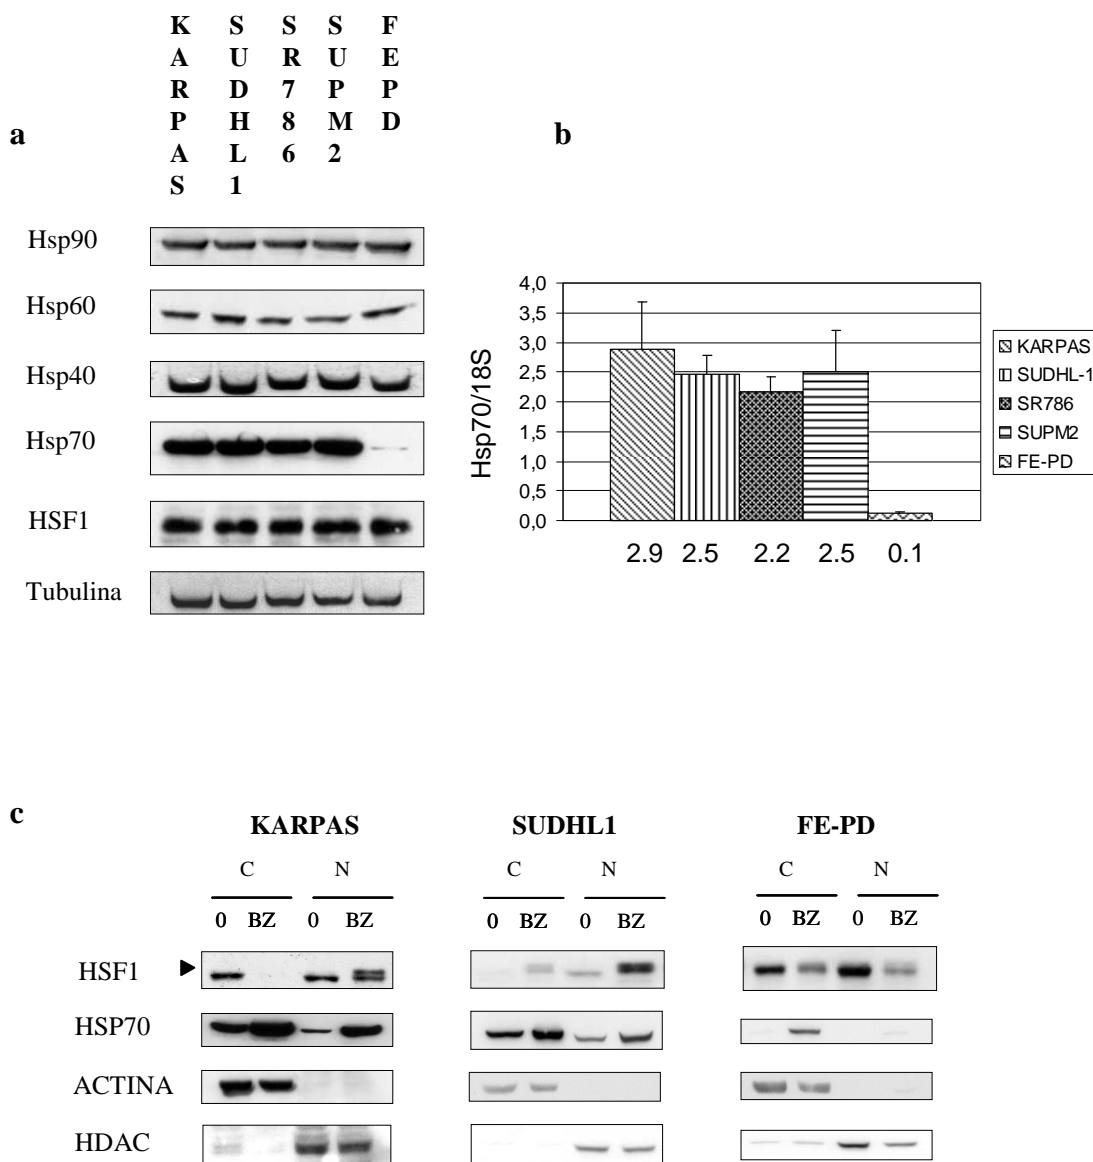 K S S S F
A U R U E
R D 7 P P
P H 8 M D
A L 6 2
S 1
a
b
Hsp90
Hsp60
Hsp40
Hsp70
HSF1
Tubulina
Hsp70/18S
4,0
3,5
3,0
2,5
2,0
1,5
1,0
0,5
0,0
2.9 2.5 2.2 2.5 0.1
KARPAS
SUDHL-1
SR786
SUPM2
FE-PD
c
KARPAS SUDHL1 FE-PD
C N C N C N
0 BZ 0 BZ 0 BZ 0 BZ 0 BZ 0 BZ
HSF1
HSP70
ACTINA
HDAC